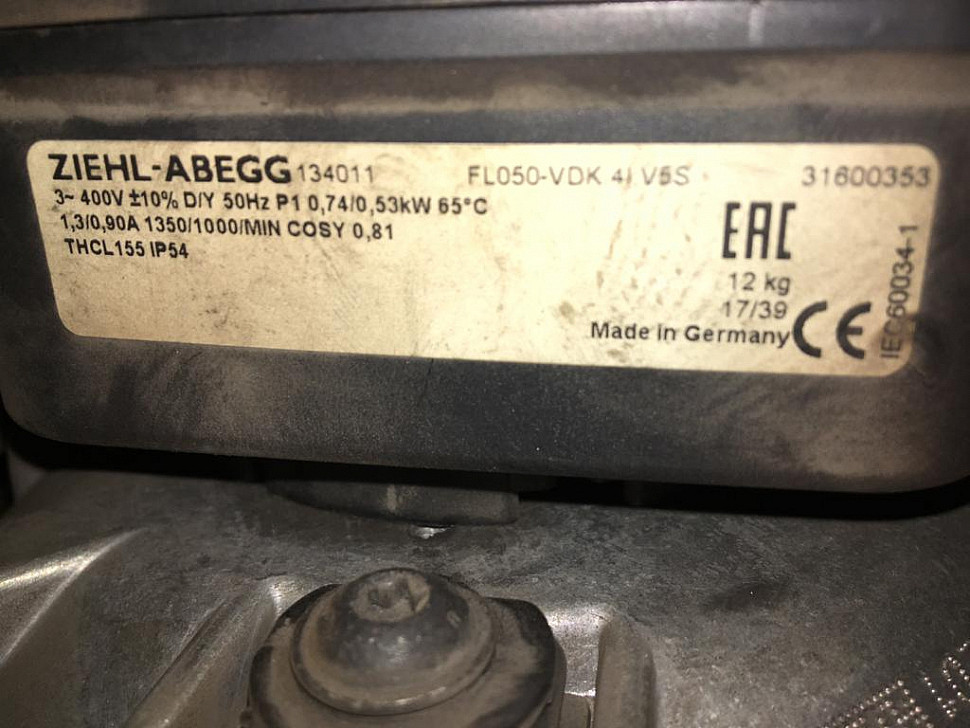 ZIEHL-ABEGG 134011 FL050-VDK 4I V5S 31600353
3~ 400V ±10% D/Y 50Hz P1 0,74/0,53kW 65°C
1,3/0,90A 1350/1000/MIN COSY 0,81
THCL155 IP54
EAC
12 kg
17/39
Made in Germany CE
IEC60034-1